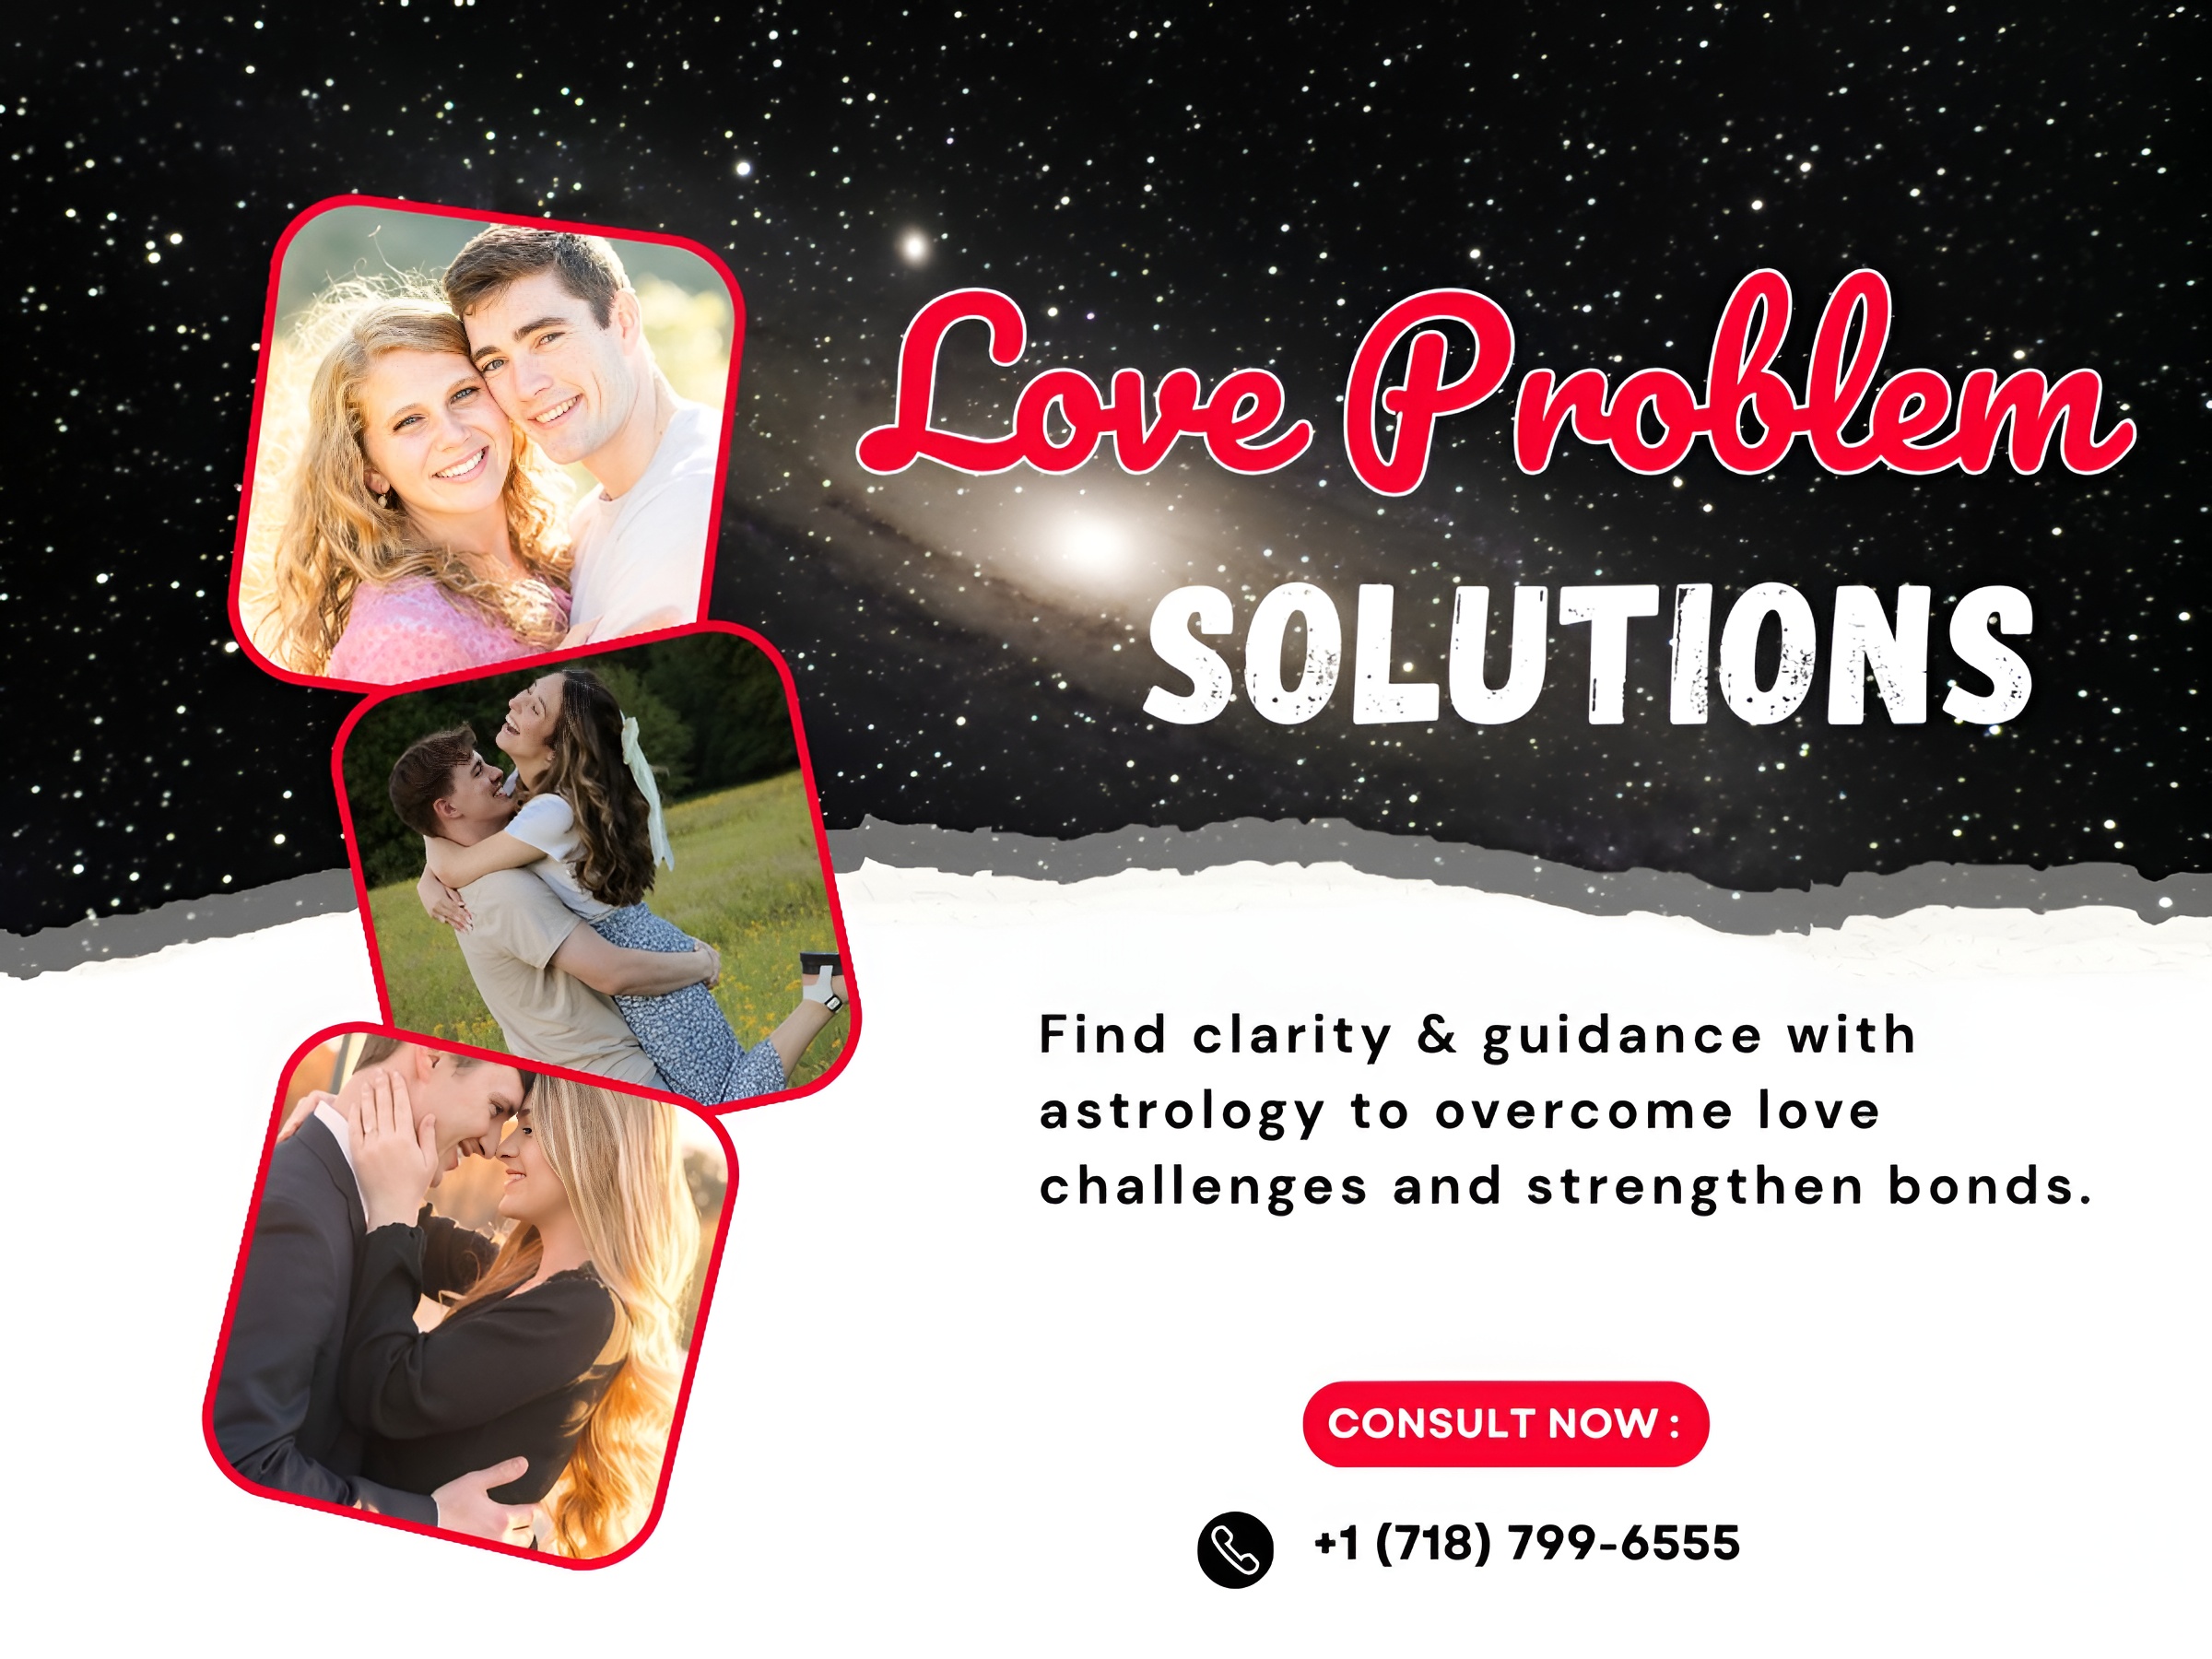 Love Problem
SOLUTIONS
Find clarity & guidance with
astrology to overcome love
challenges and strengthen bonds.
CONSULT NOW :
+1 (718) 799-6555